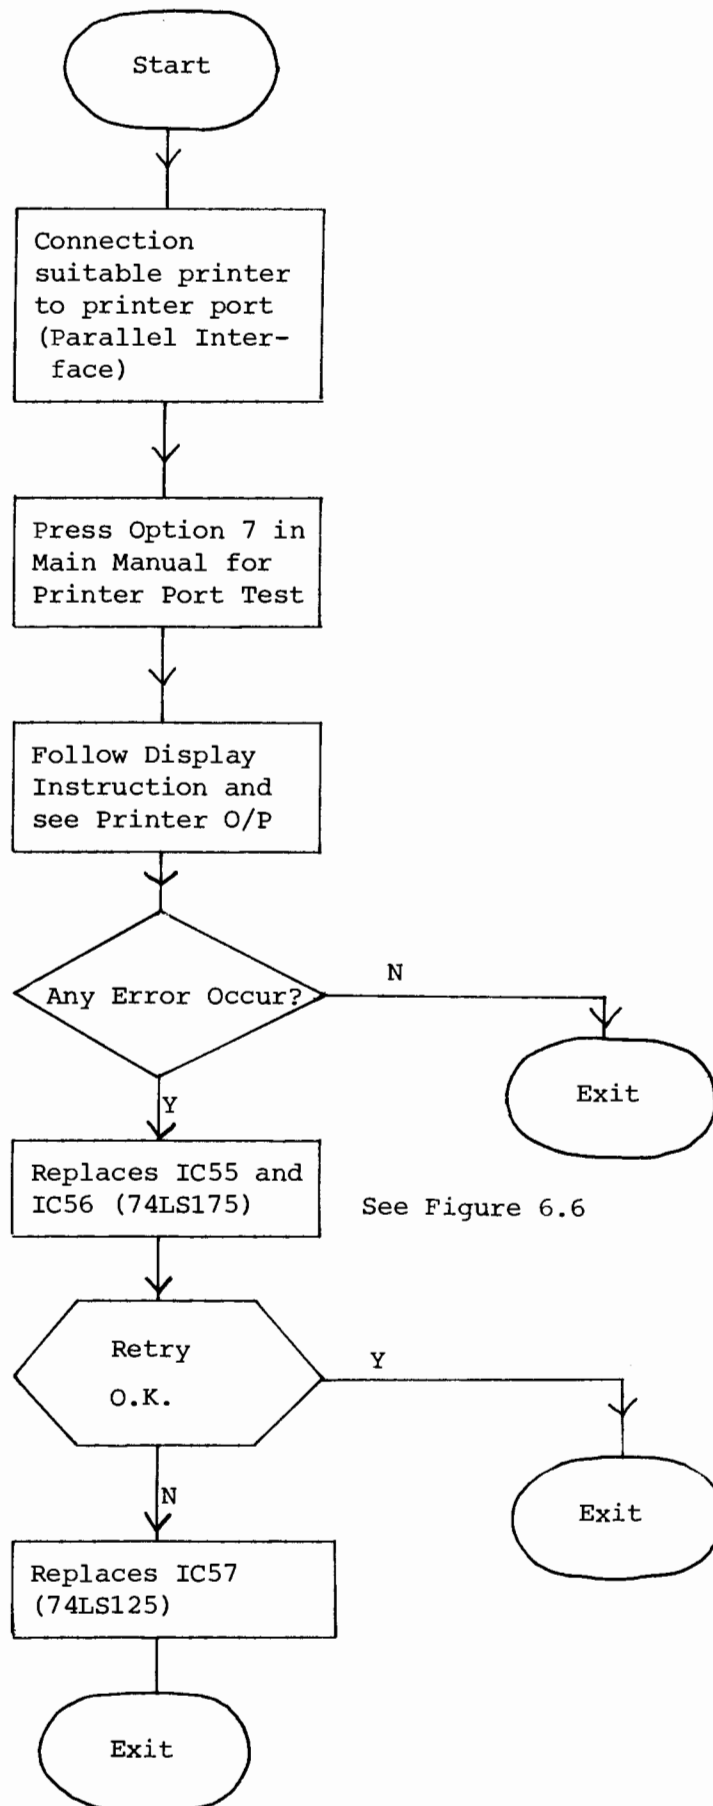 Start
Connection
suitable printer
to printer port
(Parallel Inter-
face)
Press Option 7 in
Main Manual for
Printer Port Test
Follow Display
Instruction and
see Printer O/P
Any Error Occur?
N
Exit
Y
Replaces IC55 and
IC56 (74LS175)
See Figure 6.6
Retry
O.K.
Y
Exit
N
Replaces IC57
(74LS125)
Exit